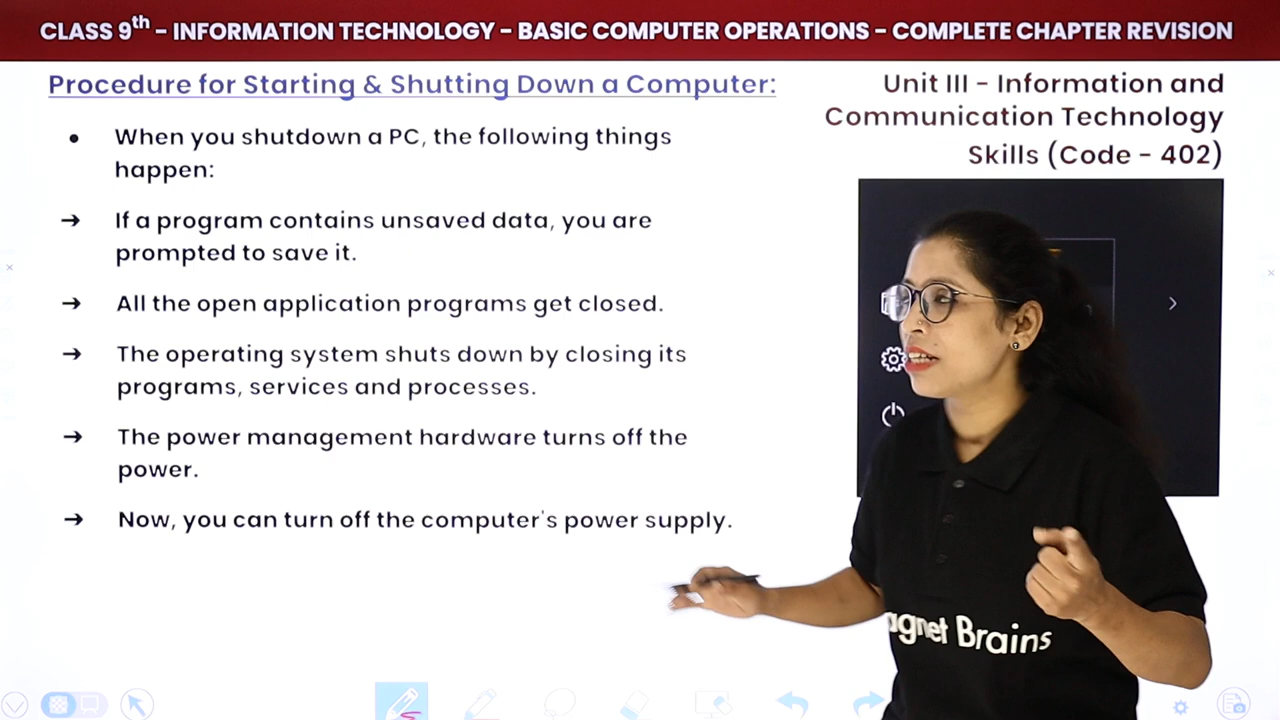 CLASS 9th - INFORMATION TECHNOLOGY - BASIC COMPUTER OPERATIONS - COMPLETE CHAPTER REVISION
Procedure for Starting & Shutting Down a Computer:
• When you shutdown a PC, the following things
happen:
➔ If a program contains unsaved data, you are
prompted to save it.
➔ All the open application programs get closed.
➔ The operating system shuts down by closing its
programs, services and processes.
➔ The power management hardware turns off the
power.
➔ Now, you can turn off the computer's power supply.
Unit III - Information and
Communication Technology
Skills (Code - 402)
agnet Brains